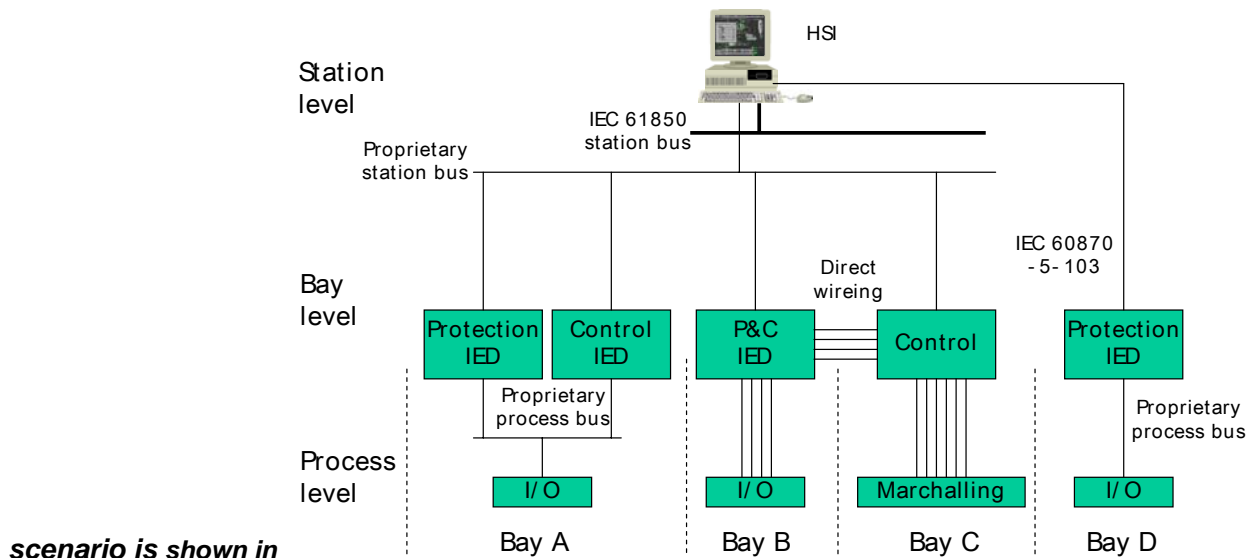 HSI
Station
level
IEC 61850
station bus
Proprietary
station bus
IEC 60870
-5-103
Direct
wireing
Bay
level
Protection
IED
Control
IED
P&C
IED
Control
Protection
IED
Proprietary
process bus
Proprietary
process bus
Process
level
I/O
I/O
Marchalling
I/O
Bay A
Bay B
Bay C
Bay D
scenario is shown in